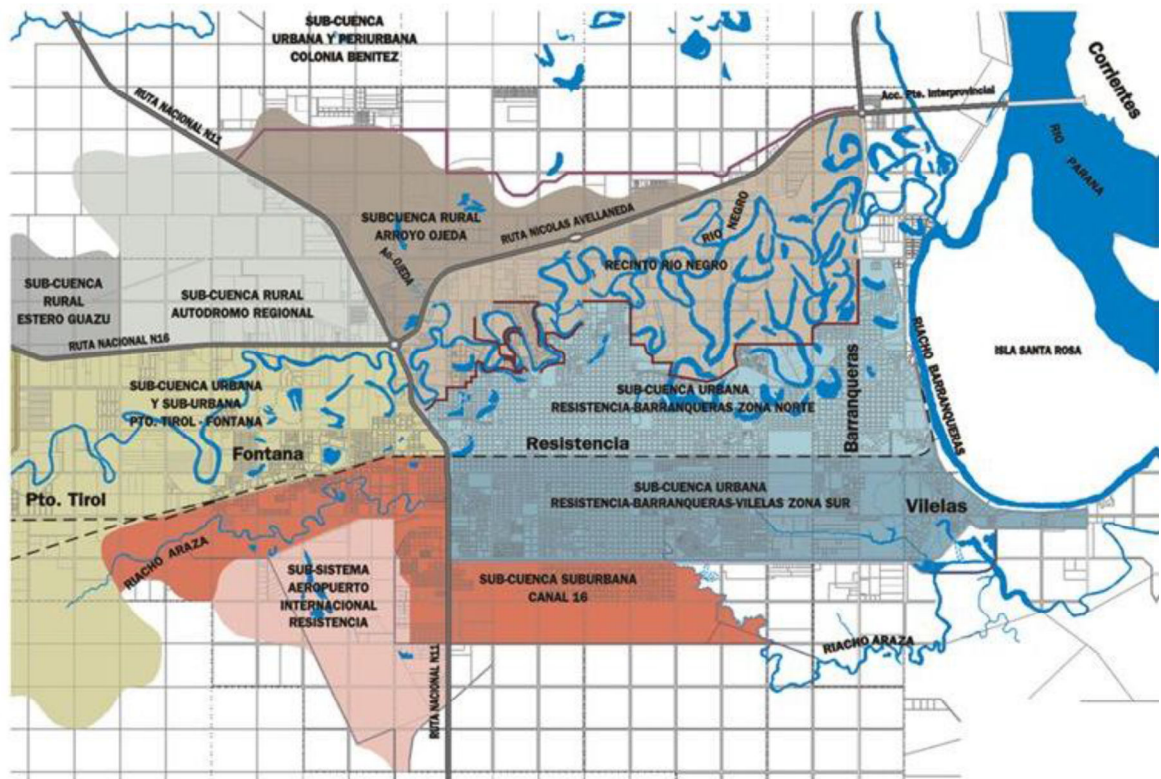 SUB-CUENCA
URBANA Y PERIURBANA
COLONIA BENITEZ
Corrientes
RUTA NACIONAL N11
Acc. Pte. Interprovincial
RIO PARANA
SUBCUENCA RURAL
ARROYO OJEDA
RUTA NICOLAS AVELLANEDA
RIO NEGRO
Ao. OJEDA
RECINTO RIO NEGRO
SUB-CUENCA
RURAL
ESTERO GUAZU
SUB-CUENCA RURAL
AUTODROMO REGIONAL
RUTA NACIONAL N16
RIACHO BARRANQUERAS
ISLA SANTA ROSA
SUB-CUENCA URBANA
Y SUB-URBANA
PTO. TIROL - FONTANA
SUB-CUENCA URBANA
RESISTENCIA-BARRANQUERAS ZONA NORTE
Barranqueras
Fontana
Resistencia
Pto. Tirol
SUB-CUENCA URBANA
RESISTENCIA-BARRANQUERAS-VILELAS ZONA SUR
Vilelas
RIACHO ARAZA
SUB-SISTEMA
AEROPUERTO
INTERNACIONAL
RESISTENCIA
SUB-CUENCA SUBURBANA
CANAL 16
RIACHO ARAZA
RUTA NACIONAL N11